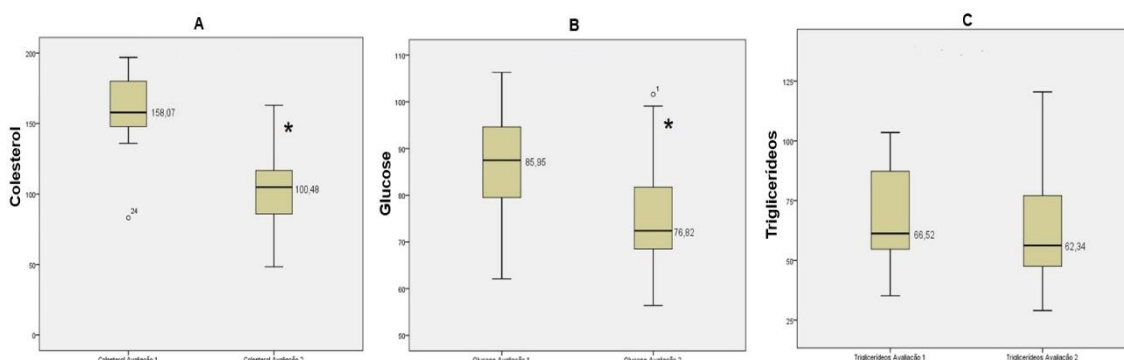 A
Colesterol
200
150
100
50
0
158,07
24
100,48
*
Colesterol Avaliação 1
Colesterol Avaliação 2
B
Glucose
110
100
90
80
70
60
50
85,95
1
*
76,82
Glucose Avaliação 1
Glucose Avaliação 2
C
Triglicerídeos
125
100
75
50
25
66,52
62,34
Triglicerídeos Avaliação 1
Triglicerídeos Avaliação 2